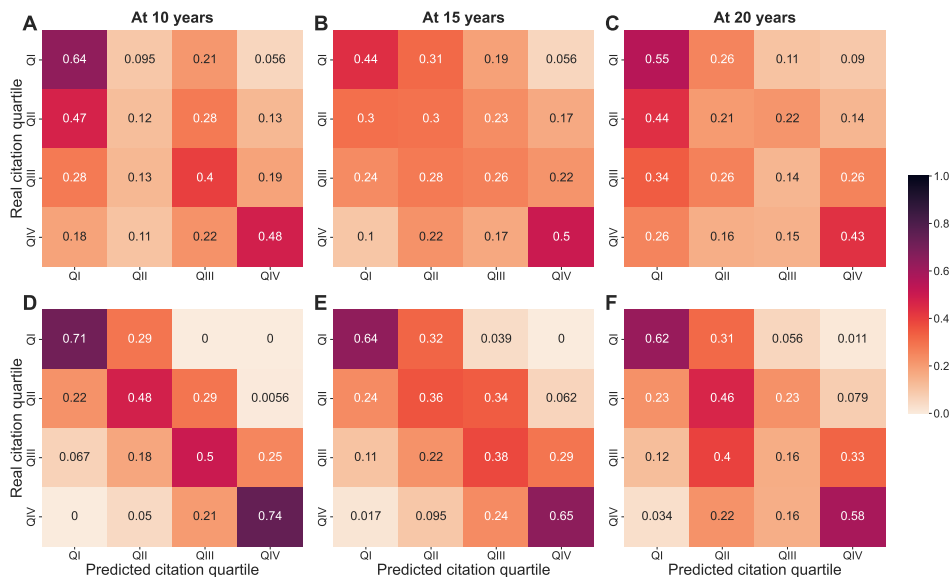 A At 10 years B At 15 years C At 20 years
Real citation quartile
QI 0.64 0.095 0.21 0.056 QI 0.44 0.31 0.19 0.056 QI 0.55 0.26 0.11 0.09
QII 0.47 0.12 0.28 0.13 QII 0.3 0.3 0.23 0.17 QII 0.44 0.21 0.22 0.14
QIII 0.28 0.13 0.4 0.19 QIII 0.24 0.28 0.26 0.22 QIII 0.34 0.26 0.14 0.26
QIV 0.18 0.11 0.22 0.48 QIV 0.1 0.22 0.17 0.5 QIV 0.26 0.16 0.15 0.43
QI QII QIII QIV QI QII QIII QIV QI QII QIII QIV
D E F
Real citation quartile
QI 0.71 0.29 0 0 QI 0.64 0.32 0.039 0 QI 0.62 0.31 0.056 0.011
QII 0.22 0.48 0.29 0.0056 QII 0.24 0.36 0.34 0.062 QII 0.23 0.46 0.23 0.079
QIII 0.067 0.18 0.5 0.25 QIII 0.11 0.22 0.38 0.29 QIII 0.12 0.4 0.16 0.33
QIV 0 0.05 0.21 0.74 QIV 0.017 0.095 0.24 0.65 QIV 0.034 0.22 0.16 0.58
QI QII QIII QIV QI QII QIII QIV QI QII QIII QIV
Predicted citation quartile Predicted citation quartile Predicted citation quartile
1.0
0.8
0.6
0.4
0.2
0.0